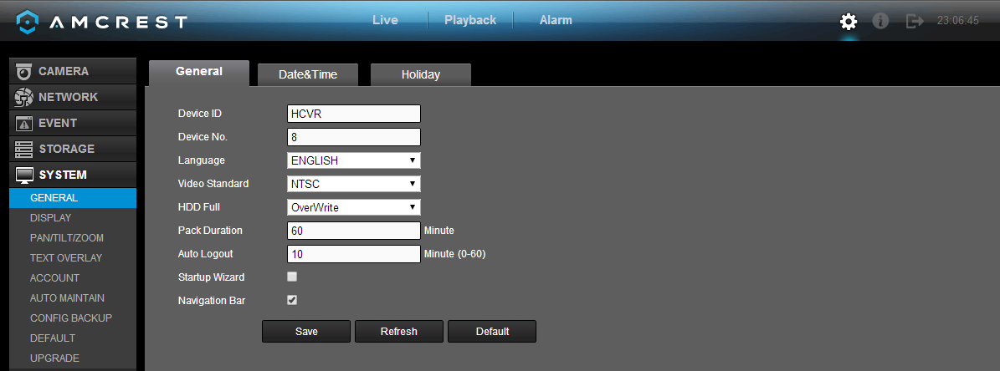 AMCREST
Live Playback Alarm 23:06:45
CAMERA
NETWORK
EVENT
STORAGE
SYSTEM
GENERAL
DISPLAY
PAN/TILT/ZOOM
TEXT OVERLAY
ACCOUNT
AUTO MAINTAIN
CONFIG BACKUP
DEFAULT
UPGRADE
General Date&Time Holiday
Device ID HCVR
Device No. 8
Language ENGLISH
Video Standard NTSC
HDD Full OverWrite
Pack Duration 60 Minute
Auto Logout 10 Minute (0-60)
Startup Wizard
Navigation Bar
Save Refresh Default